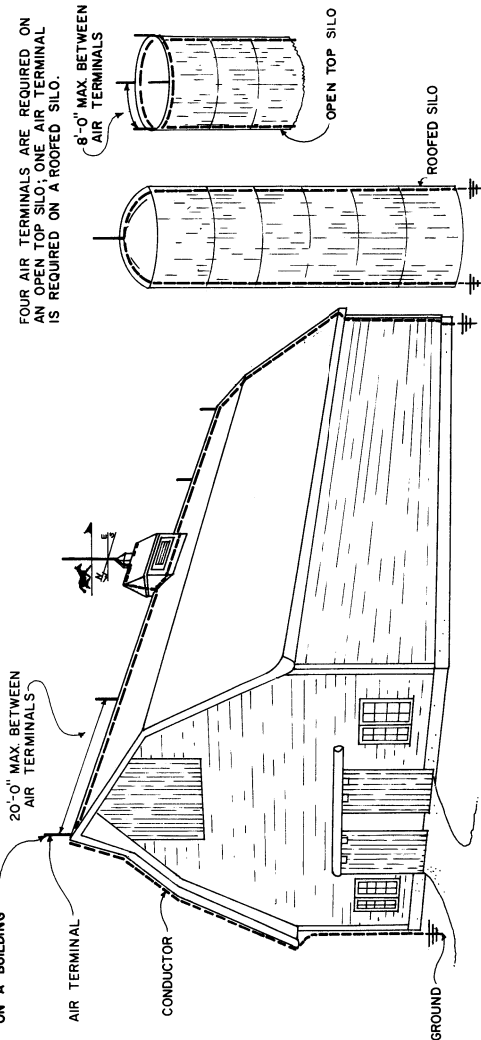 ON A BUILDING
20'-0" MAX. BETWEEN
AIR TERMINALS
AIR TERMINAL
CONDUCTOR
GROUND
N
E
S
FOUR AIR TERMINALS ARE REQUIRED ON
AN OPEN TOP SILO; ONE AIR TERMINAL
IS REQUIRED ON A ROOFED SILO.
8'-0" MAX. BETWEEN
AIR TERMINALS
OPEN TOP SILO
ROOFED SILO